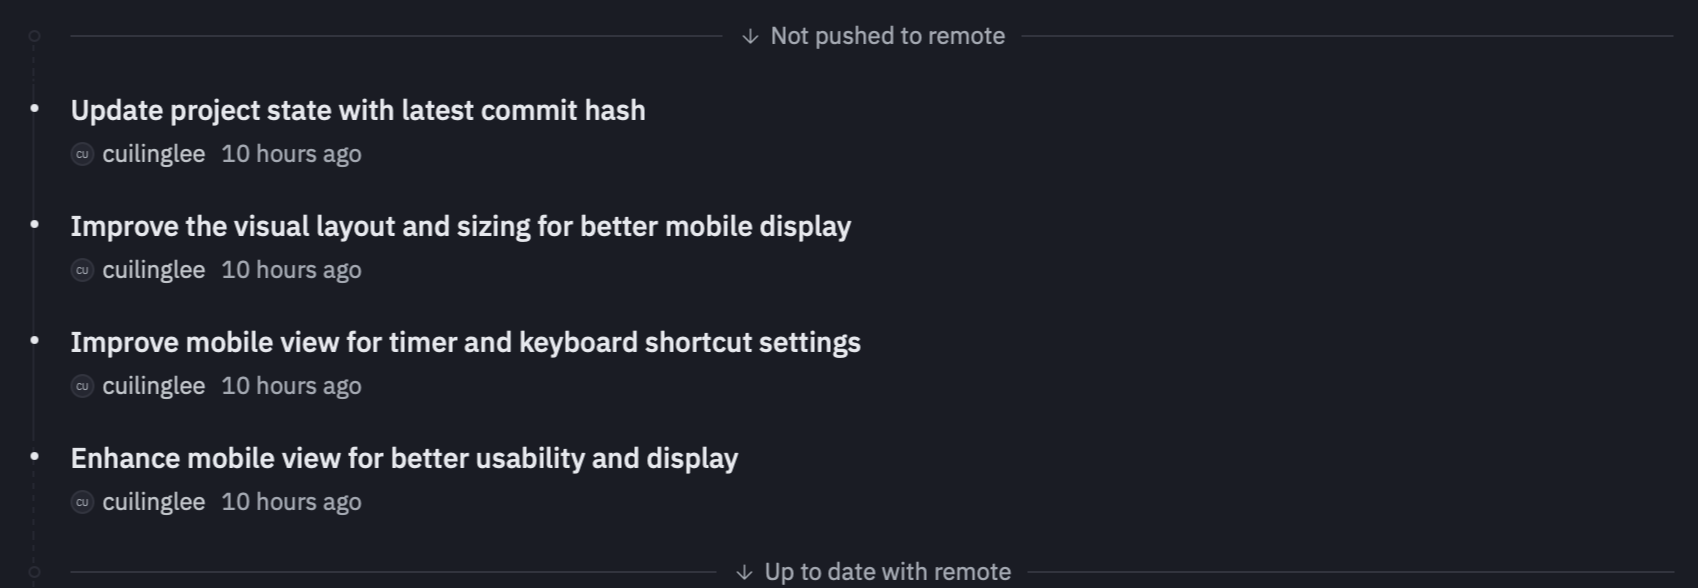 ↓ Not pushed to remote
Update project state with latest commit hash
CU cuilinglee 10 hours ago
Improve the visual layout and sizing for better mobile display
CU cuilinglee 10 hours ago
Improve mobile view for timer and keyboard shortcut settings
CU cuilinglee 10 hours ago
Enhance mobile view for better usability and display
CU cuilinglee 10 hours ago
↓ Up to date with remote